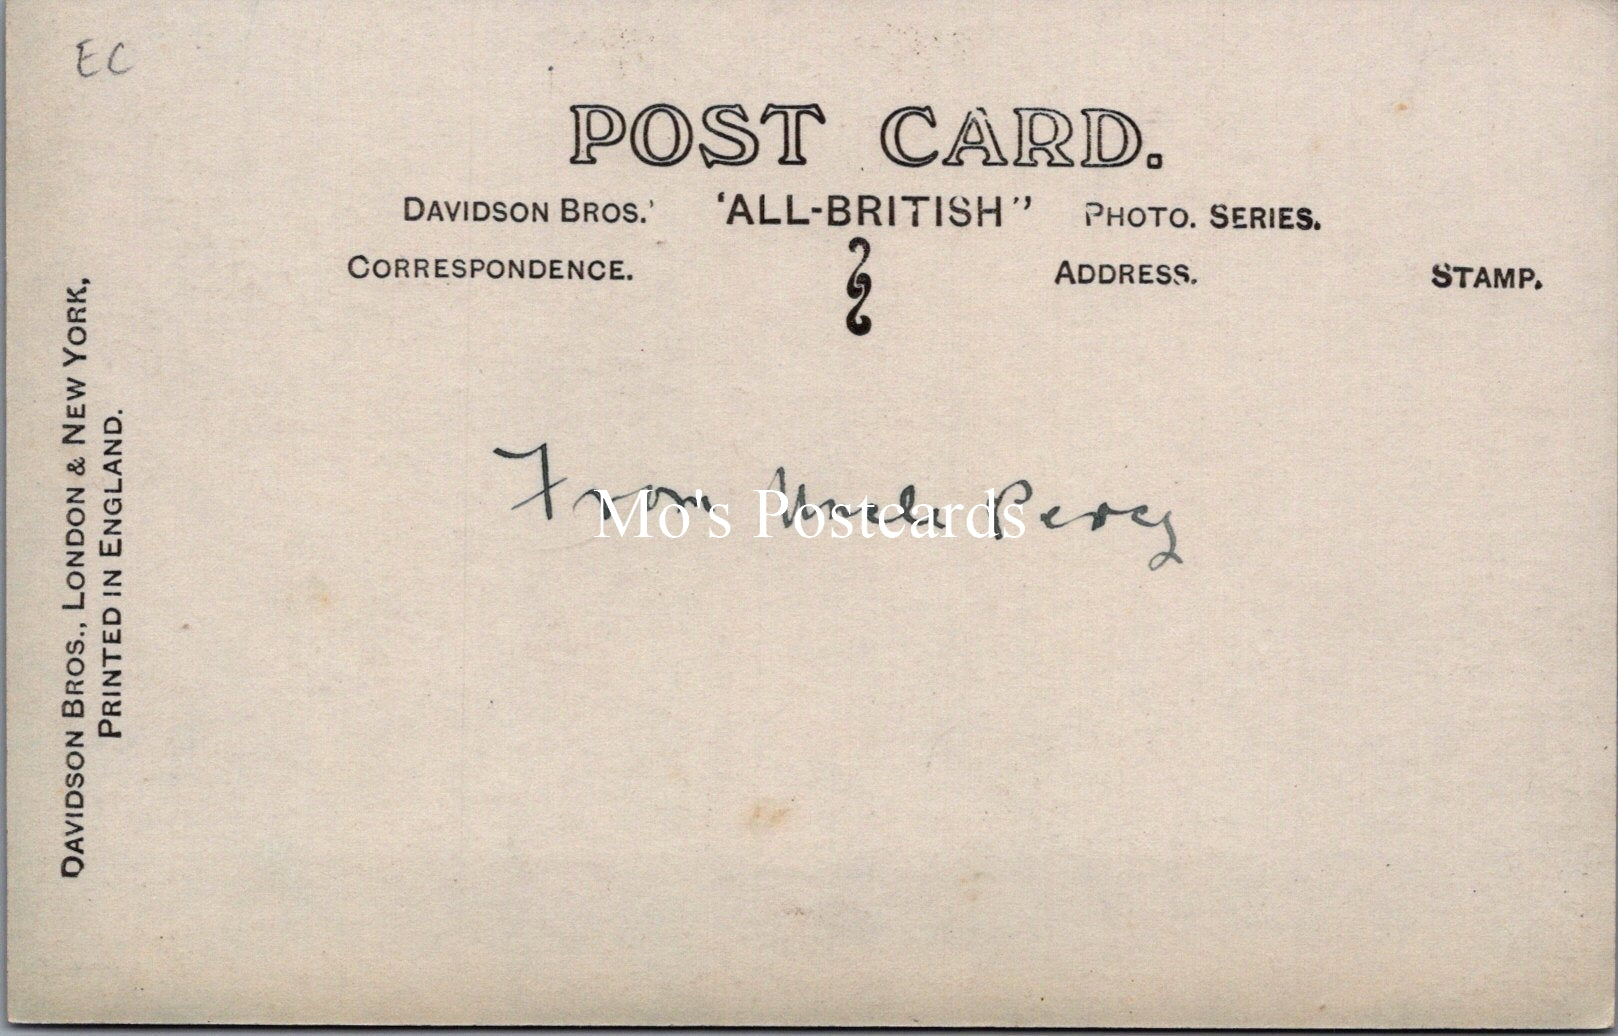 EC
POST CARD.
DAVIDSON BROS.' 'ALL-BRITISH" PHOTO. SERIES.
CORRESPONDENCE. ADDRESS. STAMP.
From Uncle Percy
Mo's Postcards
DAVIDSON BROS., LONDON & NEW YORK,
PRINTED IN ENGLAND.